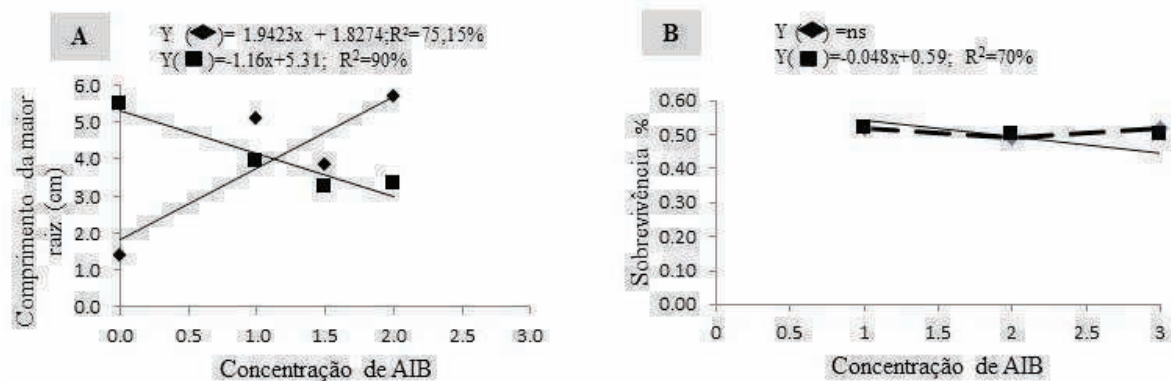 A
Y (◆)= 1.9423x + 1.8274;R²=75,15%
Y(■)=-1.16x+5.31; R²=90%
Comprimento da maior
raiz (cm)
6.0
5.0
4.0
3.0
2.0
1.0
0.0
0.0 0.5 1.0 1.5 2.0 2.5 3.0
Concentração de AIB
B
Y (◆) =ns
Y(■)=-0.048x+0.59; R²=70%
Sobrevivência %
0.60
0.50
0.40
0.30
0.20
0.10
0.00
0 0.5 1 1.5 2 2.5 3
Concentração de AIB